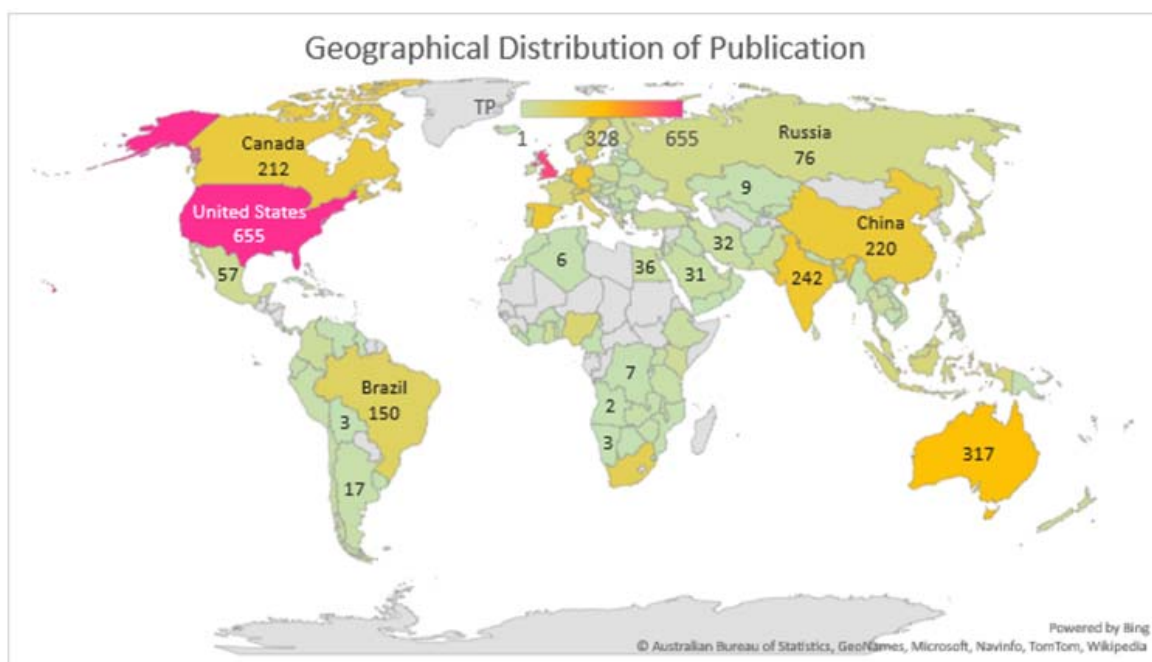 Geographical Distribution of Publication
TP
1 328 655
Canada
212
Russia
76
United States
655
9
China
220
57
6
36
32
31
242
7
Brazil
150
2
3
3
317
17
Powered by Bing
© Australian Bureau of Statistics, GeoNames, Microsoft, Navinfo, TomTom, Wikipedia